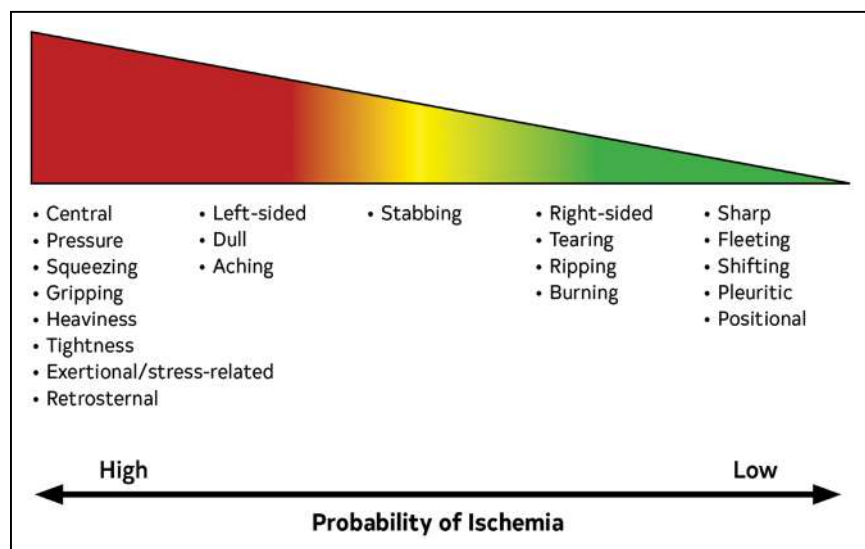 • Central
• Pressure
• Squeezing
• Gripping
• Heaviness
• Tightness
• Exertional/stress-related
• Retrosternal
• Left-sided
• Dull
• Aching
• Stabbing
• Right-sided
• Tearing
• Ripping
• Burning
• Sharp
• Fleeting
• Shifting
• Pleuritic
• Positional
High
Low
Probability of Ischemia